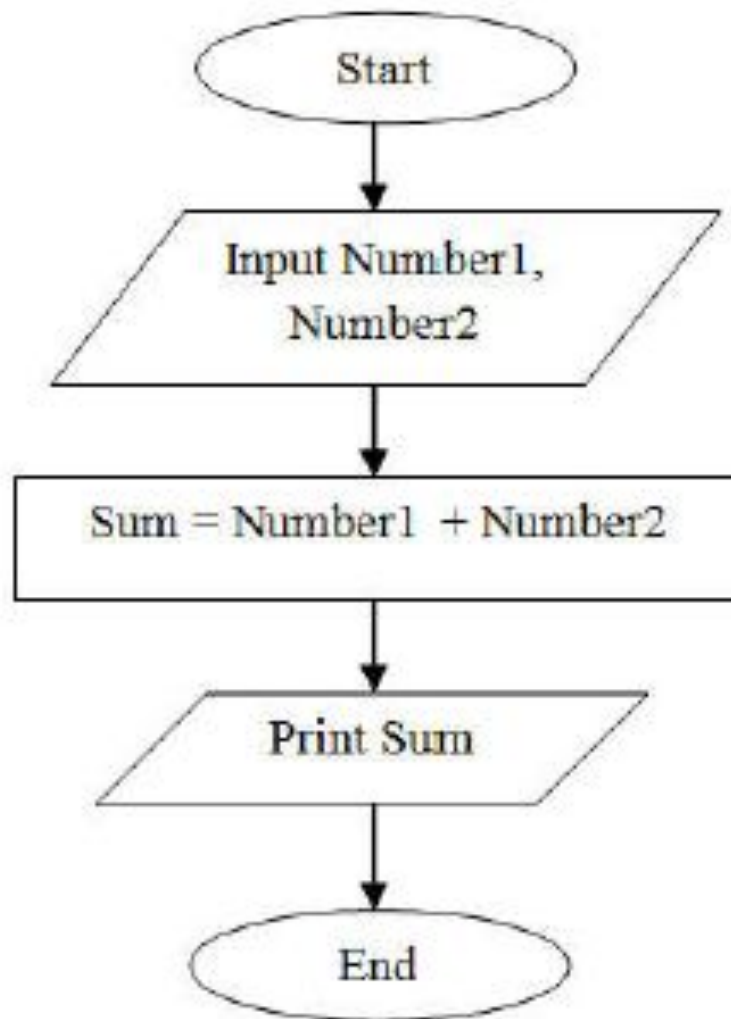 Start
Input Number1,
Number2
Sum = Number1 + Number2
Print Sum
End